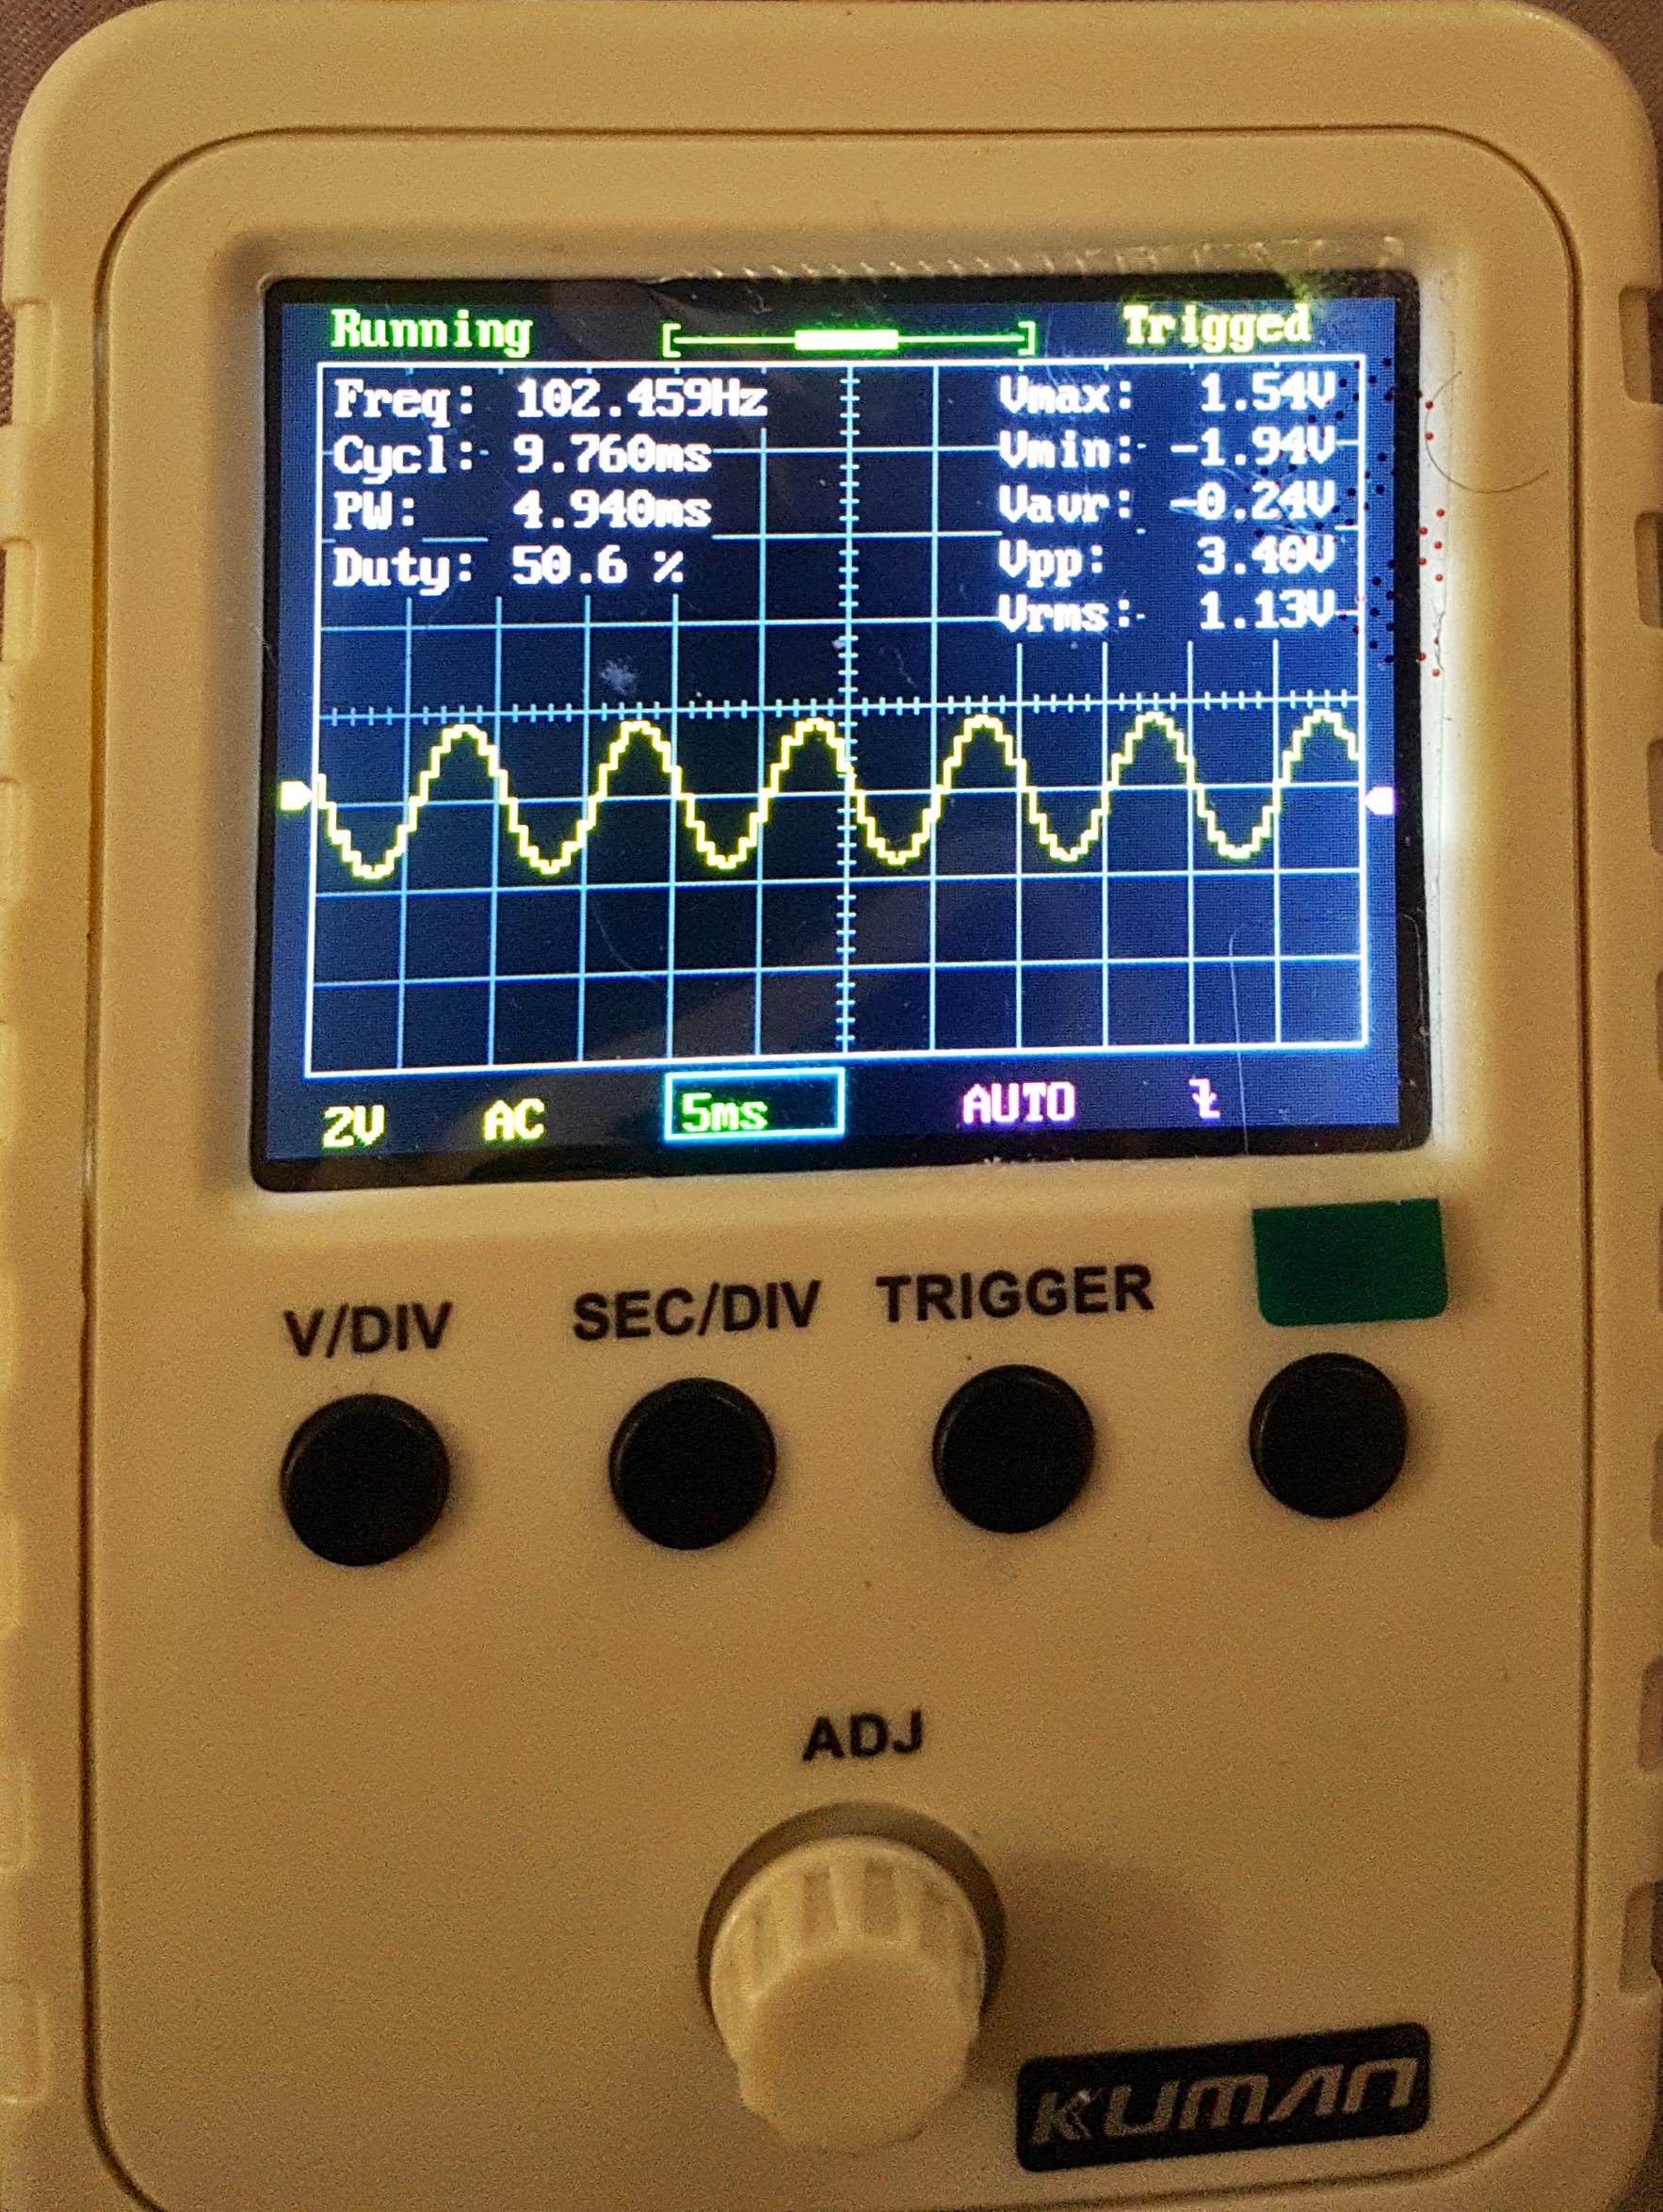 Running Trigged
Freq: 102.459Hz Vmax: 1.54V
Cycl: 9.760ms Vmin: -1.94V
PW: 4.940ms Vavr: -0.24V
Duty: 50.6 % Vpp: 3.40V
Vrms: 1.13V
2V AC 5ms AUTO
V/DIV SEC/DIV TRIGGER
ADJ
KUMAN